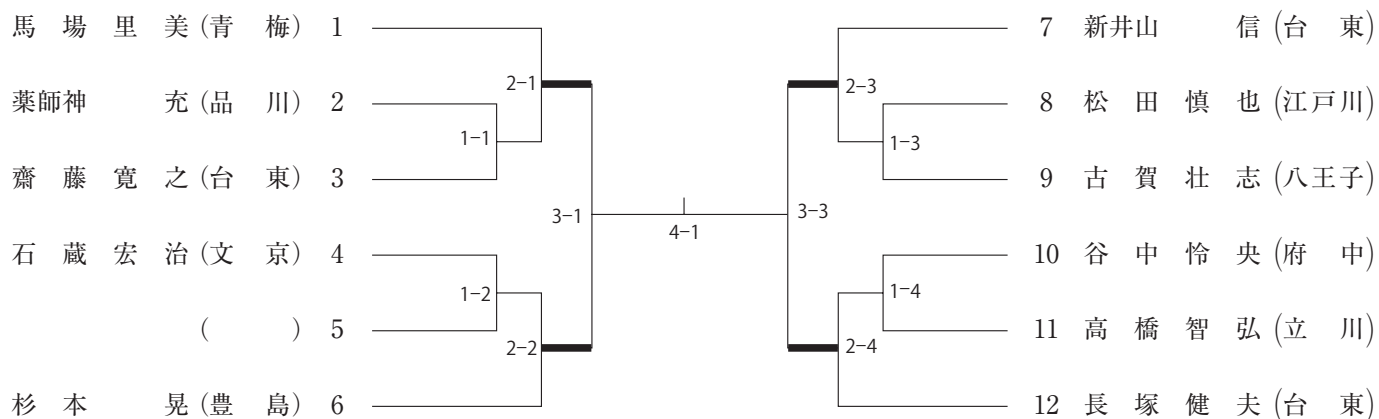 馬場里美(青梅) 1
2-1
薬師神 充(品川) 2
1-1
齋藤寛之(台東) 3
3-1
石蔵宏治(文京) 4
1-2
( ) 5
2-2
杉本 晃(豊島) 6
4-1
7 新井山 信(台東)
2-3
8 松田慎也(江戸川)
1-3
9 古賀壮志(八王子)
3-3
10 谷中怜央(府中)
1-4
11 高橋智弘(立川)
2-4
12 長塚健夫(台東)